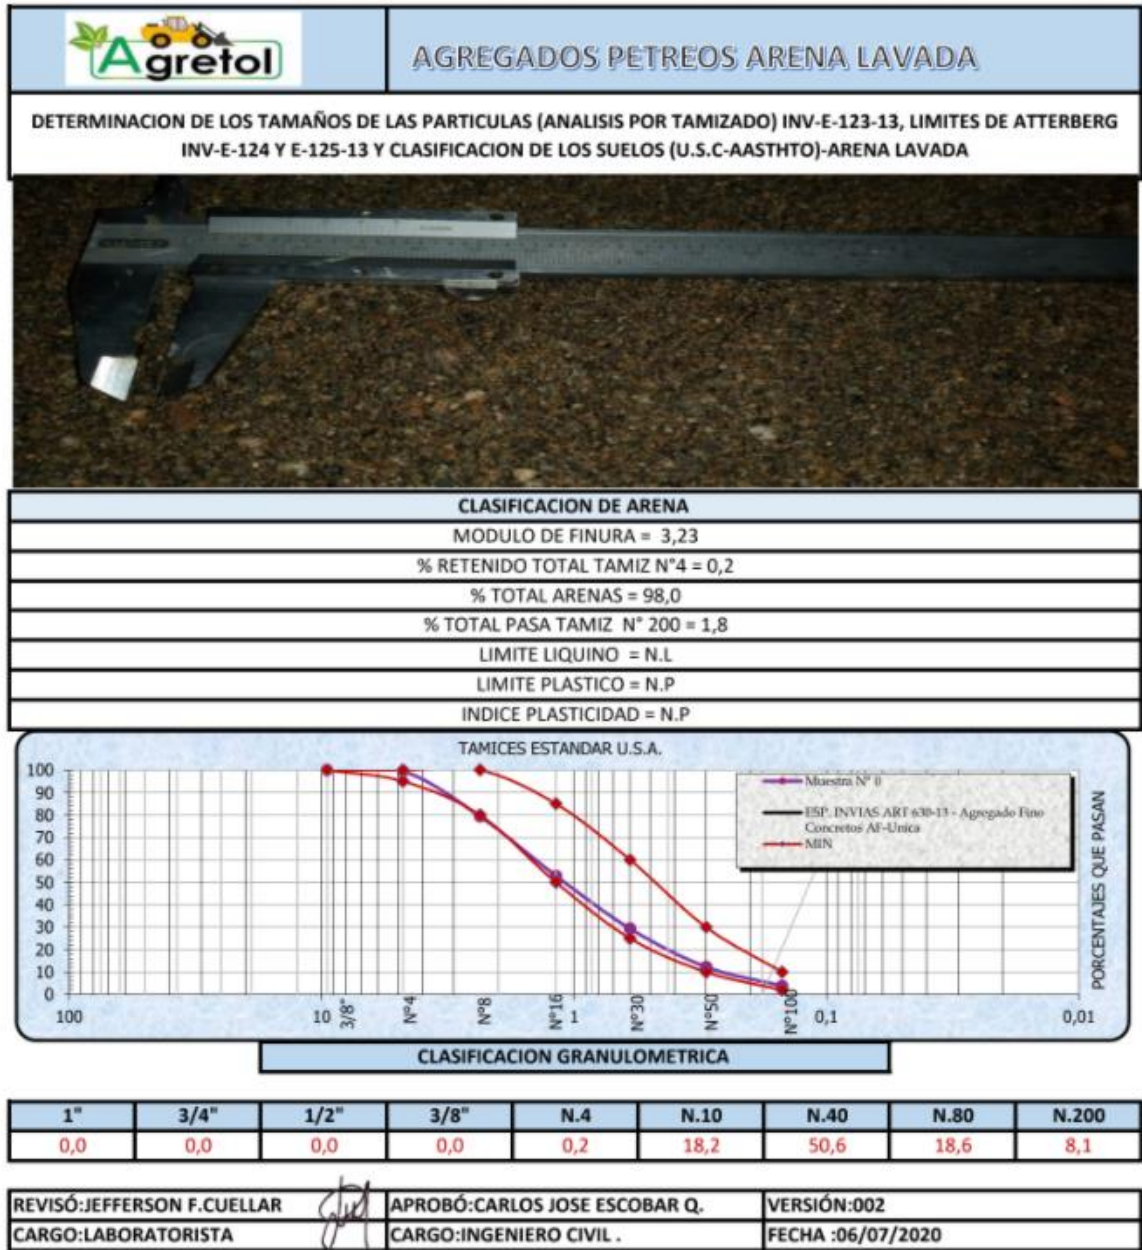 Agretol
AGREGADOS PETREOS ARENA LAVADA
DETERMINACION DE LOS TAMAÑOS DE LAS PARTICULAS (ANALISIS POR TAMIZADO) INV-E-123-13, LIMITES DE ATTERBERG
INV-E-124 Y E-125-13 Y CLASIFICACION DE LOS SUELOS (U.S.C-AASTHTO)-ARENA LAVADA
CLASIFICACION DE ARENA
MODULO DE FINURA = 3,23
% RETENIDO TOTAL TAMIZ N°4 = 0,2
% TOTAL ARENAS = 98,0
% TOTAL PASA TAMIZ N° 200 = 1,8
LIMITE LIQUINO = N.L
LIMITE PLASTICO = N.P
INDICE PLASTICIDAD = N.P
TAMICES ESTANDAR U.S.A.
100
90
80
70
60
50
40
30
20
10
0
Muestra N° 0
ESP. INVIAS ART 630-13 - Agregado Fino
Concretos AF-Unica
MIN
PORCENTAJES QUE PASAN
100 10 1 0,1 0,01
3/8" N°4 N°8 N°16 N°30 N°50 N°100
CLASIFICACION GRANULOMETRICA
1" 3/4" 1/2" 3/8" N.4 N.10 N.40 N.80 N.200
0,0 0,0 0,0 0,0 0,2 18,2 50,6 18,6 8,1
REVISÓ:JEFFERSON F.CUELLAR APROBÓ:CARLOS JOSE ESCOBAR Q. VERSIÓN:002
CARGO:LABORATORISTA CARGO:INGENIERO CIVIL . FECHA :06/07/2020